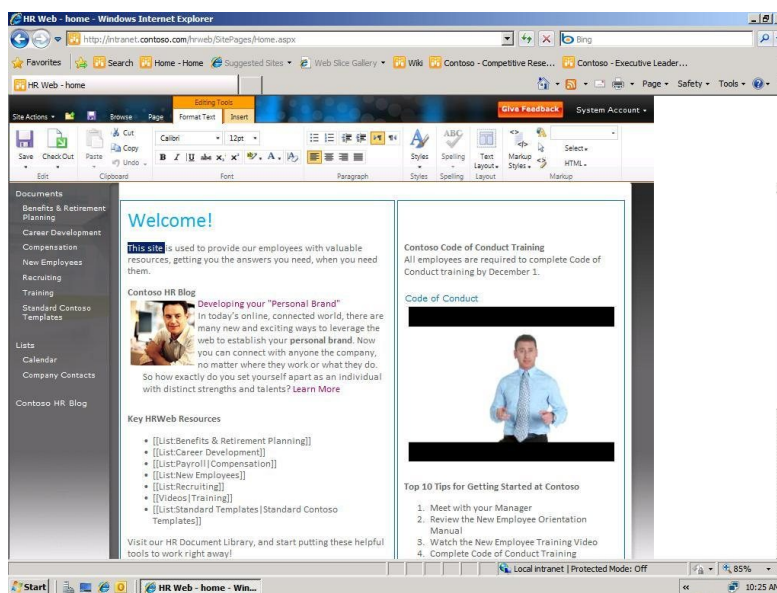 HR Web - home - Windows Internet Explorer
http://intranet.contoso.com/hrweb/SitePages/Home.aspx
Bing
Favorites Search Home - Home Suggested Sites Web Slice Gallery Wiki Contoso - Competitive Rese... Contoso - Executive Leader...
HR Web - home
Page Safety Tools
Editing Tools
Site Actions Browse Page Format Text Insert
Give Feedback System Account
Save Check Out Paste Cut Copy Undo
Calibri 12pt
B I U abc x, x²
Styles Spelling Text Layout Markup Styles Select HTML
Edit Clipboard Font Paragraph Styles Spelling Layout Markup
Documents
Benefits & Retirement
Planning
Career Development
Compensation
New Employees
Recruiting
Training
Standard Contoso
Templates
Lists
Calendar
Company Contacts
Contoso HR Blog
Welcome!
This site is used to provide our employees with valuable
resources, getting you the answers you need, when you need
them.
Contoso HR Blog
Developing your "Personal Brand"
In today's online, connected world, there are
many new and exciting ways to leverage the
web to establish your personal brand. Now
you can connect with anyone the company,
no matter where they work or what they do.
So how exactly do you set yourself apart as an individual
with distinct strengths and talents? Learn More
Key HRWeb Resources
[[List:Benefits & Retirement Planning]]
[[List:Career Development]]
[[List:Payroll|Compensation]]
[[List:New Employees]]
[[List:Recruiting]]
[[Videos|Training]]
[[List:Standard Templates|Standard Contoso
Templates]]
Visit our HR Document Library, and start putting these helpful
tools to work right away!
Contoso Code of Conduct Training
All employees are required to complete Code of
Conduct training by December 1.
Code of Conduct
Top 10 Tips for Getting Started at Contoso
1. Meet with your Manager
2. Review the New Employee Orientation
Manual
3. Watch the New Employee Training Video
4. Complete Code of Conduct Training
Local intranet | Protected Mode: Off
85%
Start
HR Web - home - Win...
10:25 AM